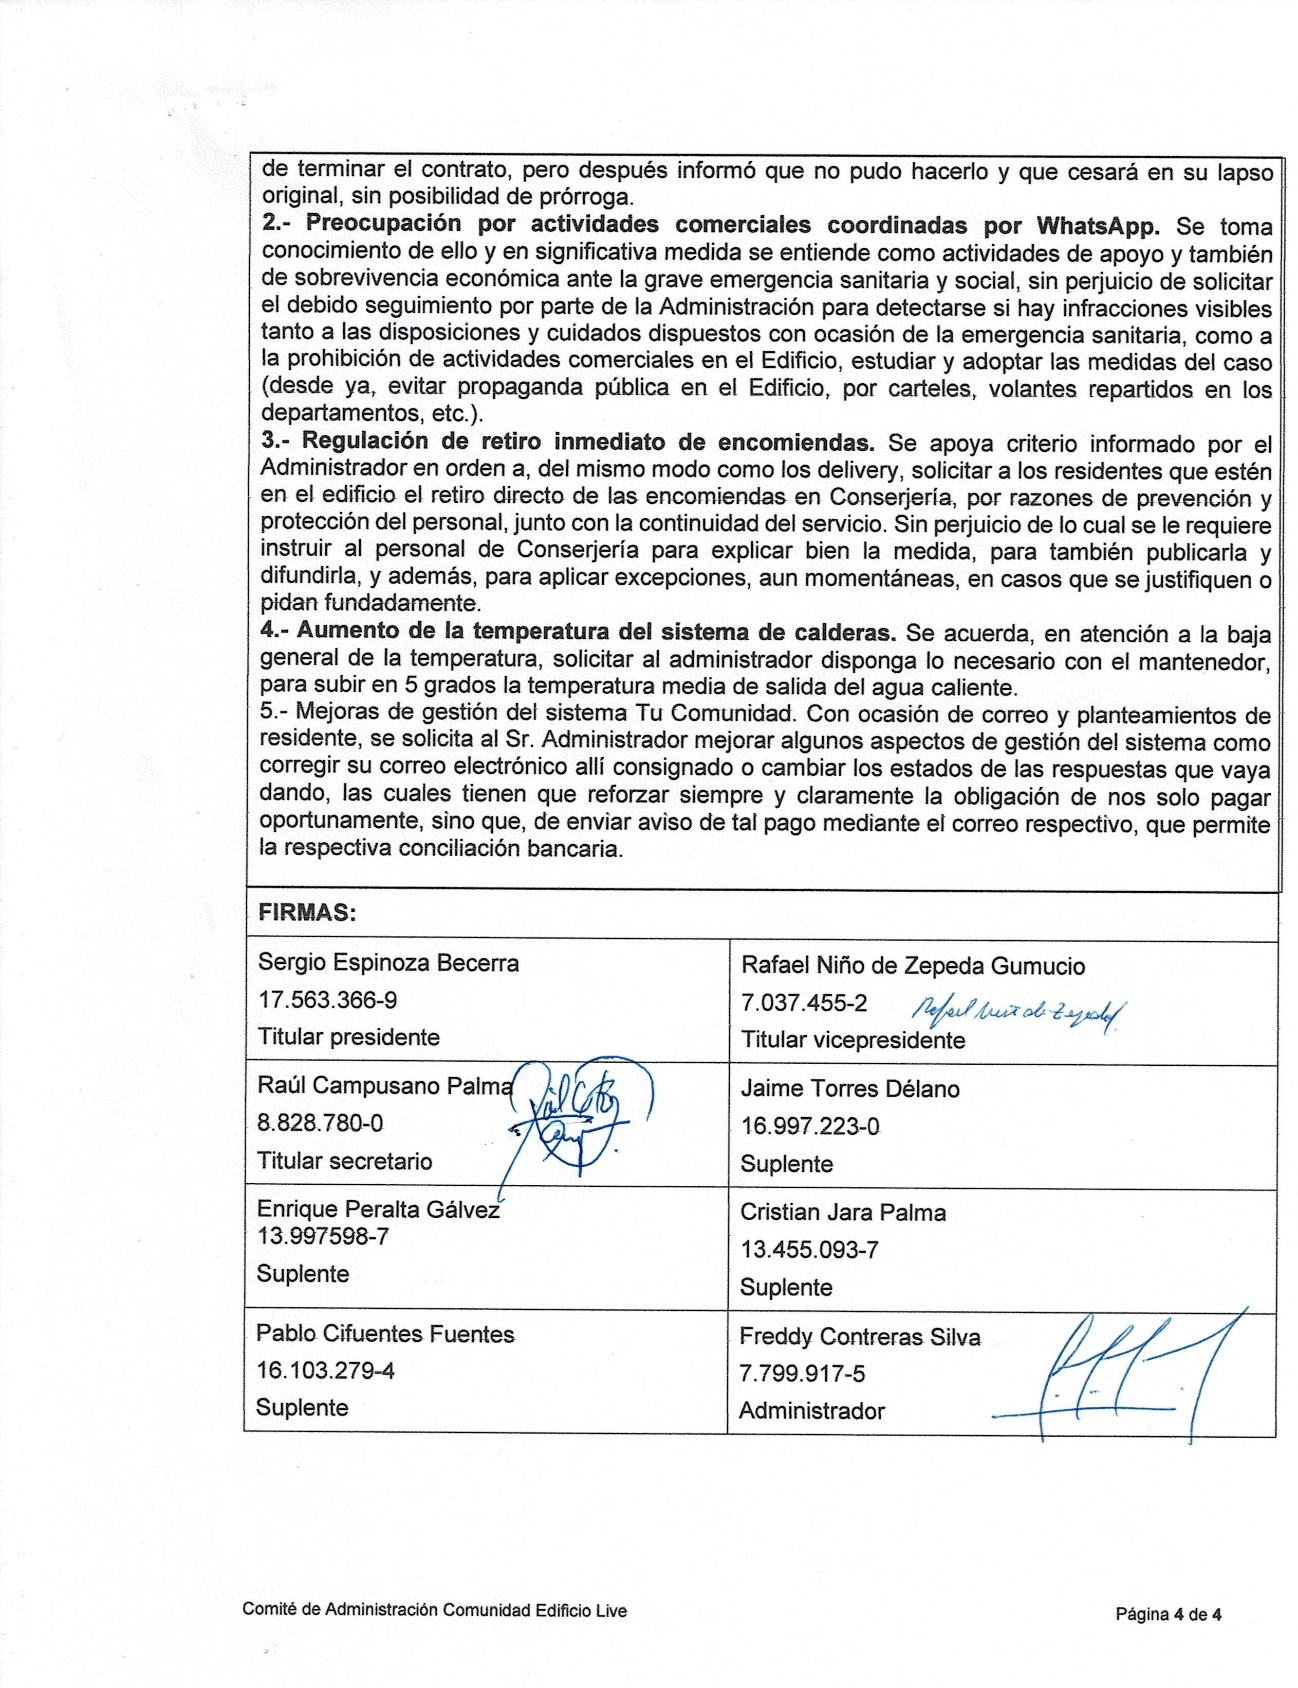 de terminar el contrato, pero después informó que no pudo hacerlo y que cesará en su lapso
original, sin posibilidad de prórroga.
2.- Preocupación por actividades comerciales coordinadas por WhatsApp. Se toma
conocimiento de ello y en significativa medida se entiende como actividades de apoyo y también
de sobrevivencia económica ante la grave emergencia sanitaria y social, sin perjuicio de solicitar
el debido seguimiento por parte de la Administración para detectarse si hay infracciones visibles
tanto a las disposiciones y cuidados dispuestos con ocasión de la emergencia sanitaria, como a
la prohibición de actividades comerciales en el Edificio, estudiar y adoptar las medidas del caso
(desde ya, evitar propaganda pública en el Edificio, por carteles, volantes repartidos en los
departamentos, etc.).
3.- Regulación de retiro inmediato de encomiendas. Se apoya criterio informado por el
Administrador en orden a, del mismo modo como los delivery, solicitar a los residentes que estén
en el edificio el retiro directo de las encomiendas en Conserjería, por razones de prevención y
protección del personal, junto con la continuidad del servicio. Sin perjuicio de lo cual se le requiere
instruir al personal de Conserjería para explicar bien la medida, para también publicarla y
difundirla, y además, para aplicar excepciones, aun momentáneas, en casos que se justifiquen o
pidan fundadamente.
4.- Aumento de la temperatura del sistema de calderas. Se acuerda, en atención a la baja
general de la temperatura, solicitar al administrador disponga lo necesario con el mantenedor,
para subir en 5 grados la temperatura media de salida del agua caliente.
5.- Mejoras de gestión del sistema Tu Comunidad. Con ocasión de correo y planteamientos de
residente, se solicita al Sr. Administrador mejorar algunos aspectos de gestión del sistema como
corregir su correo electrónico allí consignado o cambiar los estados de las respuestas que vaya
dando, las cuales tienen que reforzar siempre y claramente la obligación de nos solo pagar
oportunamente, sino que, de enviar aviso de tal pago mediante el correo respectivo, que permite
la respectiva conciliación bancaria.
FIRMAS:
Sergio Espinoza Becerra
17.563.366-9
Titular presidente
Rafael Niño de Zepeda Gumucio
7.037.455-2 Rafael Niño de Zepeda
Titular vicepresidente
Raúl Campusano Palma
8.828.780-0
Titular secretario
Jaime Torres Délano
16.997.223-0
Suplente
Enrique Peralta Gálvez
13.997598-7
Suplente
Cristian Jara Palma
13.455.093-7
Suplente
Pablo Cifuentes Fuentes
16.103.279-4
Suplente
Freddy Contreras Silva
7.799.917-5
Administrador
Comité de Administración Comunidad Edificio Live
Página 4 de 4